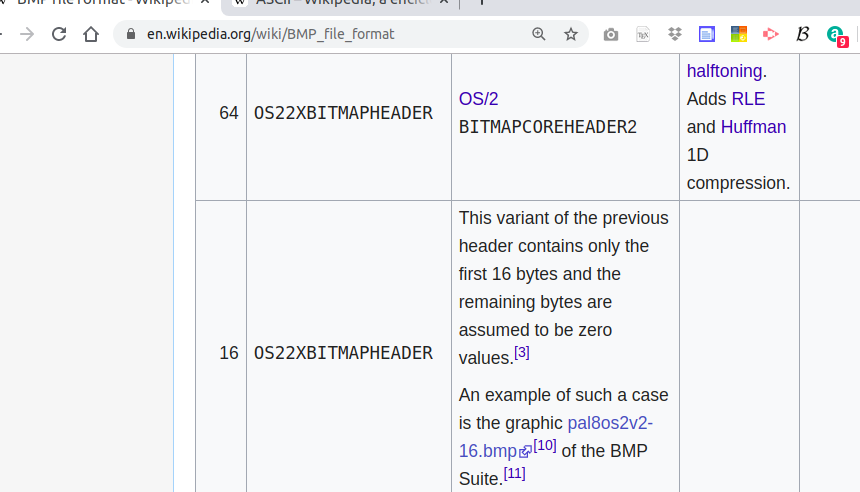 BMP file format - Wikiped
ASCII – Wikipedia, a encicl
en.wikipedia.org/wiki/BMP_file_format
9
halftoning.
Adds RLE
and Huffman
1D
compression.
64
OS22XBITMAPHEADER
OS/2
BITMAPCOREHEADER2
16
OS22XBITMAPHEADER
This variant of the previous
header contains only the
first 16 bytes and the
remaining bytes are
assumed to be zero
values.[3]
An example of such a case
is the graphic pal8os2v2-
16.bmp[10] of the BMP
Suite.[11]